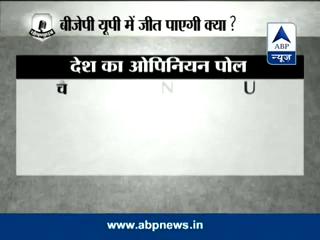 बीजेपी यूपी में जीत पाएगी क्या ?
abp
न्यूज़
देश का ओपिनियन पोल
च N U
www.abpnews.in